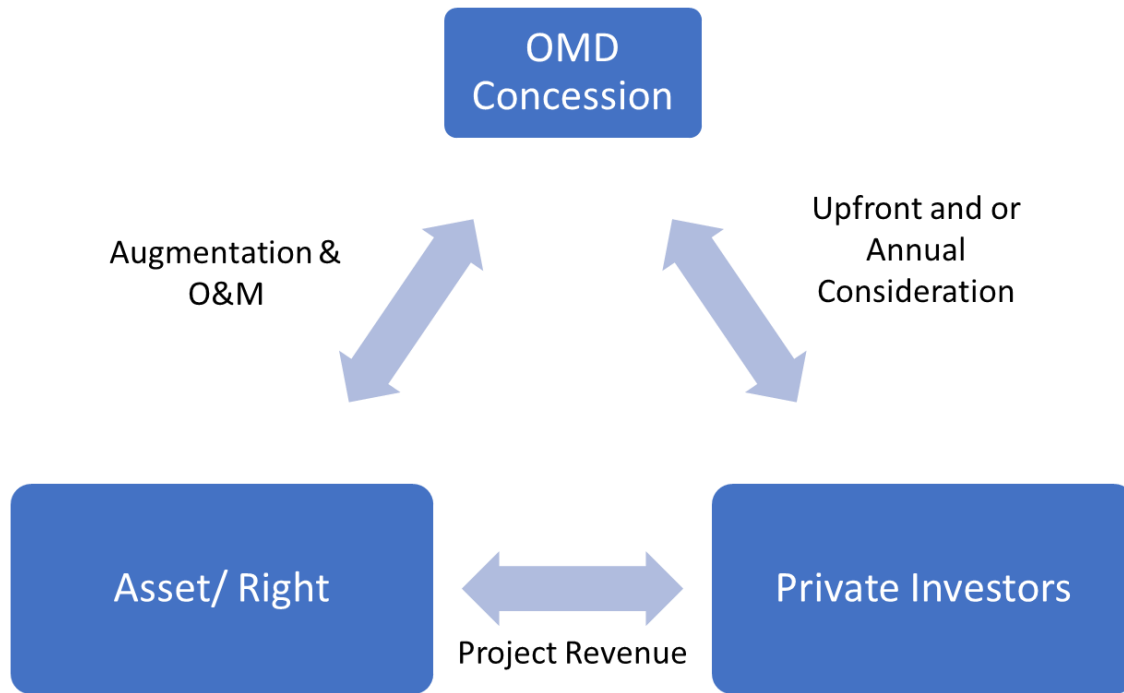 OMD
Concession
Augmentation &
O&M
Upfront and or
Annual
Consideration
Asset/ Right
Private Investors
Project Revenue